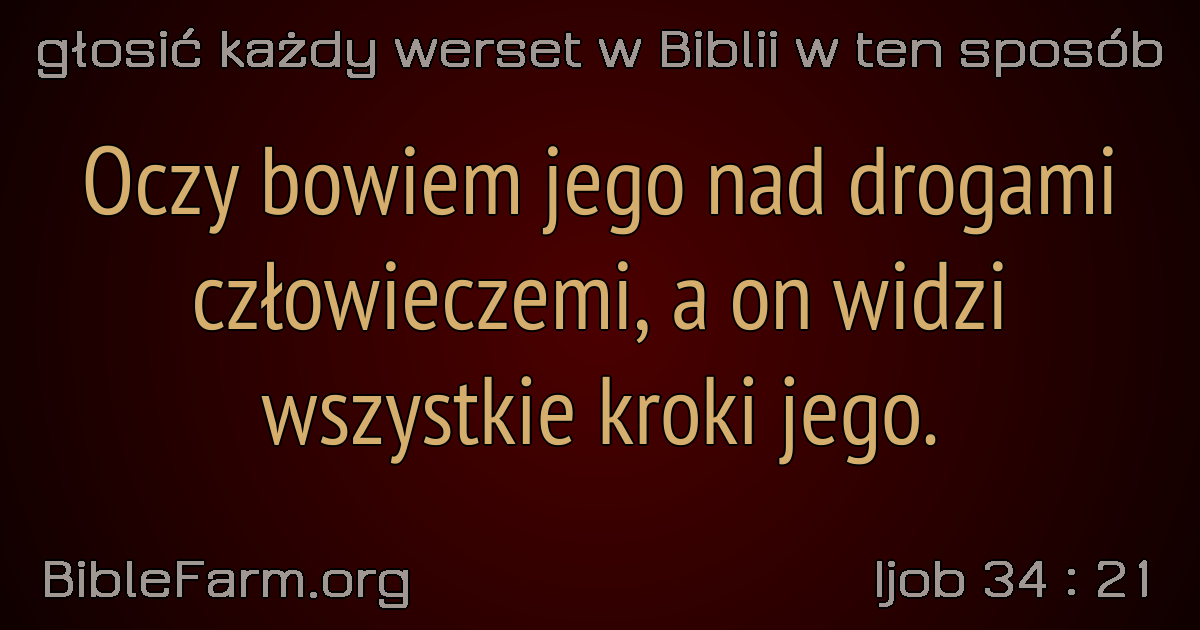 głosić każdy werset w Biblii w ten sposób
Oczy bowiem jego nad drogami
człowieczemi, a on widzi
wszystkie kroki jego.
BibleFarm.org
Ijob 34 : 21